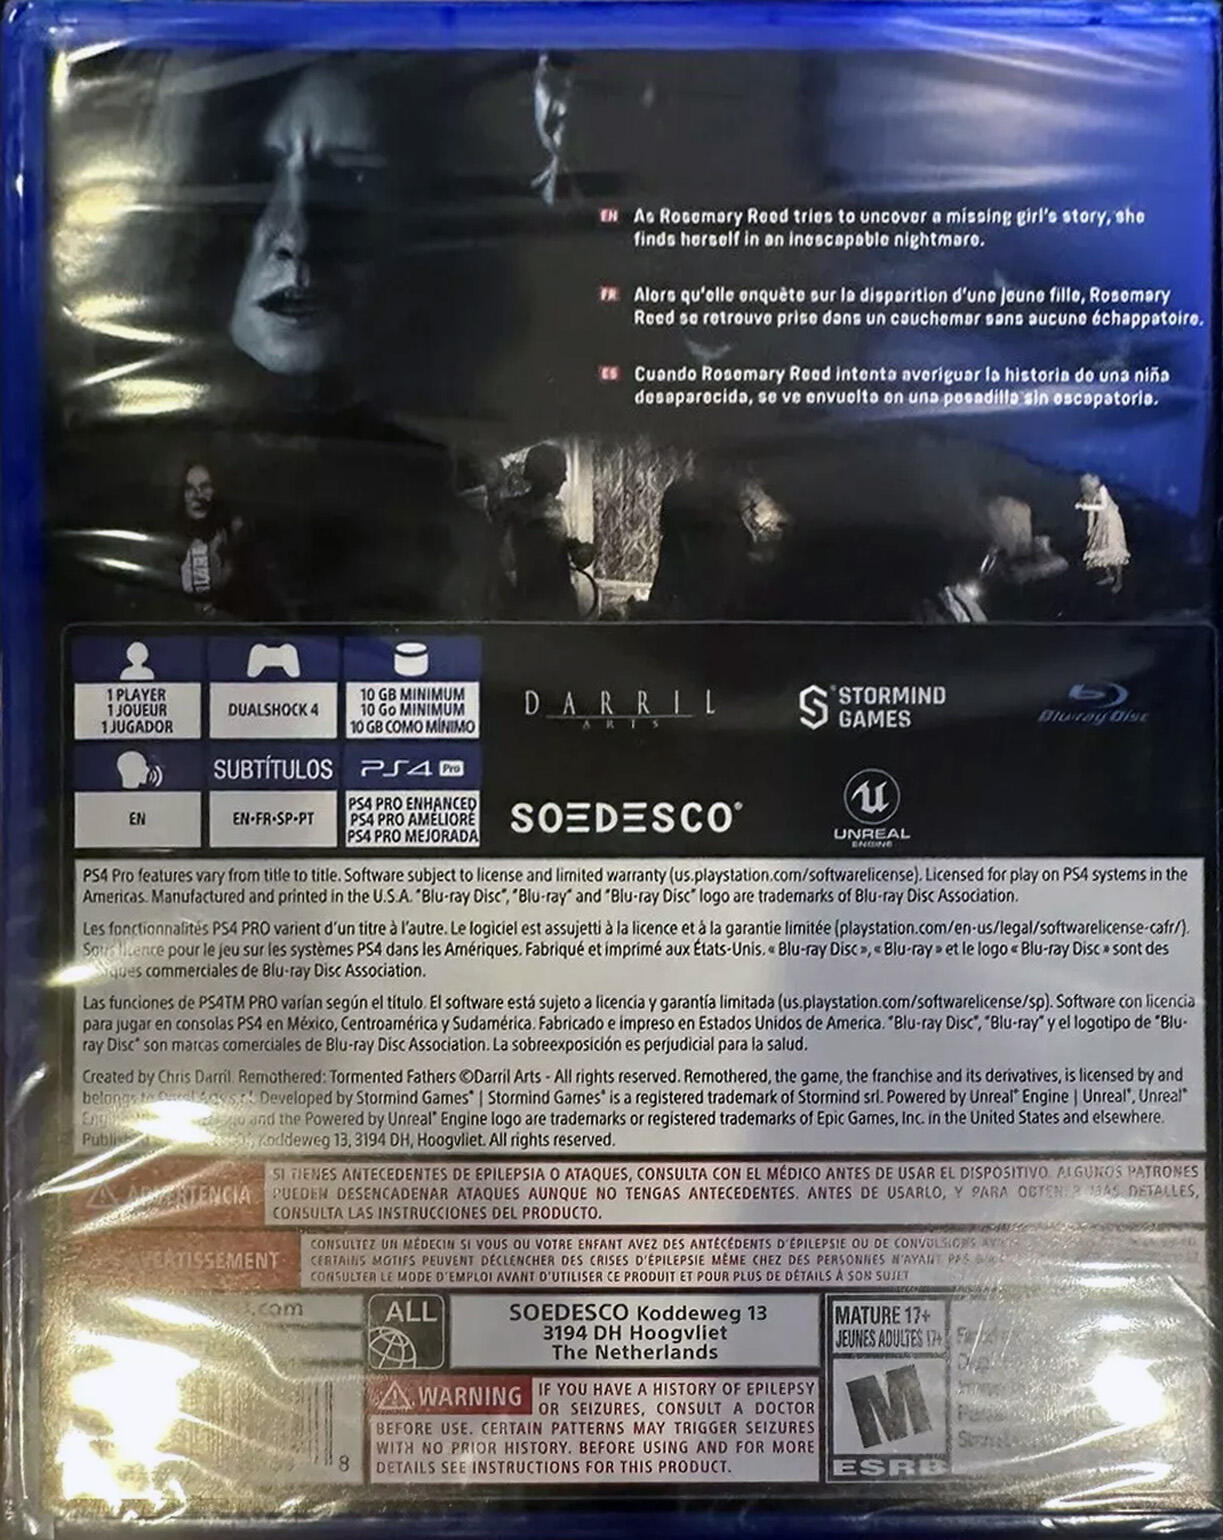 EN As Rosemary Reed tries to uncover a missing girl's story, she
finds herself in an inescapable nightmare.
FR Alors qu'elle enquête sur la disparition d'une jeune fille, Rosemary
Reed se retrouve prise dans un cauchemar sans aucune échappatoire.
ES Cuando Rosemary Reed intenta averiguar la historia de una niña
desaparecida, se ve envuelta en una pesadilla sin escapatoria.
1 PLAYER
1 JOUEUR
1 JUGADOR
DUALSHOCK 4
10 GB MINIMUM
10 Go MINIMUM
10 GB COMO MÍNIMO
EN
SUBTÍTULOS
EN•FR•SP•PT
PS4 Pro
PS4 PRO ENHANCED
PS4 PRO AMÉLIORÉ
PS4 PRO MEJORADA
DARRIL
ARTS
STORMIND
GAMES
Blu-ray Disc
SOEDESCO®
UNREAL
ENGINE
PS4 Pro features vary from title to title. Software subject to license and limited warranty (us.playstation.com/softwarelicense). Licensed for play on PS4 systems in the
Americas. Manufactured and printed in the U.S.A. "Blu-ray Disc", "Blu-ray" and "Blu-ray Disc" logo are trademarks of Blu-ray Disc Association.
Les fonctionnalités PS4 PRO varient d'un titre à l'autre. Le logiciel est assujetti à la licence et à la garantie limitée (playstation.com/en-us/legal/softwarelicense-cafr/).
Sous licence pour le jeu sur les systèmes PS4 dans les Amériques. Fabriqué et imprimé aux États-Unis. « Blu-ray Disc », « Blu-ray » et le logo « Blu-ray Disc » sont des
commerciales de Blu-ray Disc Association.
Las funciones de PS4TM PRO varían según el título. El software está sujeto a licencia y garantía limitada (us.playstation.com/softwarelicense/sp). Software con licencia
para jugar en consolas PS4 en México, Centroamérica y Sudamérica. Fabricado e impreso en Estados Unidos de America. "Blu-ray Disc", "Blu-ray" y el logotipo de "Blu-
ray Disc" son marcas comerciales de Blu-ray Disc Association. La sobreexposición es perjudicial para la salud.
Created by Chris Darril. Remothered: Tormented Fathers ©Darril Arts - All rights reserved. Remothered, the game, the franchise and its derivatives, is licensed by and
belongs to Darril Arts s.r.l. Developed by Stormind Games® | Stormind Games® is a registered trademark of Stormind srl. Powered by Unreal® Engine | Unreal®, Unreal®
and the Powered by Unreal® Engine logo are trademarks or registered trademarks of Epic Games, Inc. in the United States and elsewhere.
Koddeweg 13, 3194 DH, Hoogvliet. All rights reserved.
ADVERTENCIA
SI TIENES ANTECEDENTES DE EPILEPSIA O ATAQUES, CONSULTA CON EL MÉDICO ANTES DE USAR EL DISPOSITIVO. ALGUNOS PATRONES
PUEDEN DESENCADENAR ATAQUES AUNQUE NO TENGAS ANTECEDENTES. ANTES DE USARLO, Y PARA OBTENER MÁS DETALLES,
CONSULTA LAS INSTRUCCIONES DEL PRODUCTO.
AVERTISSEMENT
CONSULTEZ UN MÉDECIN SI VOUS OU VOTRE ENFANT AVEZ DES ANTÉCÉDENTS D'ÉPILEPSIE OU DE CONVULSIONS
CERTAINS MOTIFS PEUVENT DÉCLENCHER DES CRISES D'ÉPILEPSIE MÊME CHEZ DES PERSONNES N'AYANT PAS
CONSULTER LE MODE D'EMPLOI AVANT D'UTILISER CE PRODUIT ET POUR PLUS DE DÉTAILS À SON SUJET
.com
8
ALL
SOEDESCO Koddeweg 13
3194 DH Hoogvliet
The Netherlands
WARNING IF YOU HAVE A HISTORY OF EPILEPSY
OR SEIZURES, CONSULT A DOCTOR
BEFORE USE. CERTAIN PATTERNS MAY TRIGGER SEIZURES
WITH NO PRIOR HISTORY. BEFORE USING AND FOR MORE
DETAILS SEE INSTRUCTIONS FOR THIS PRODUCT.
MATURE 17+
JEUNES ADULTES 17+
M
ESRB